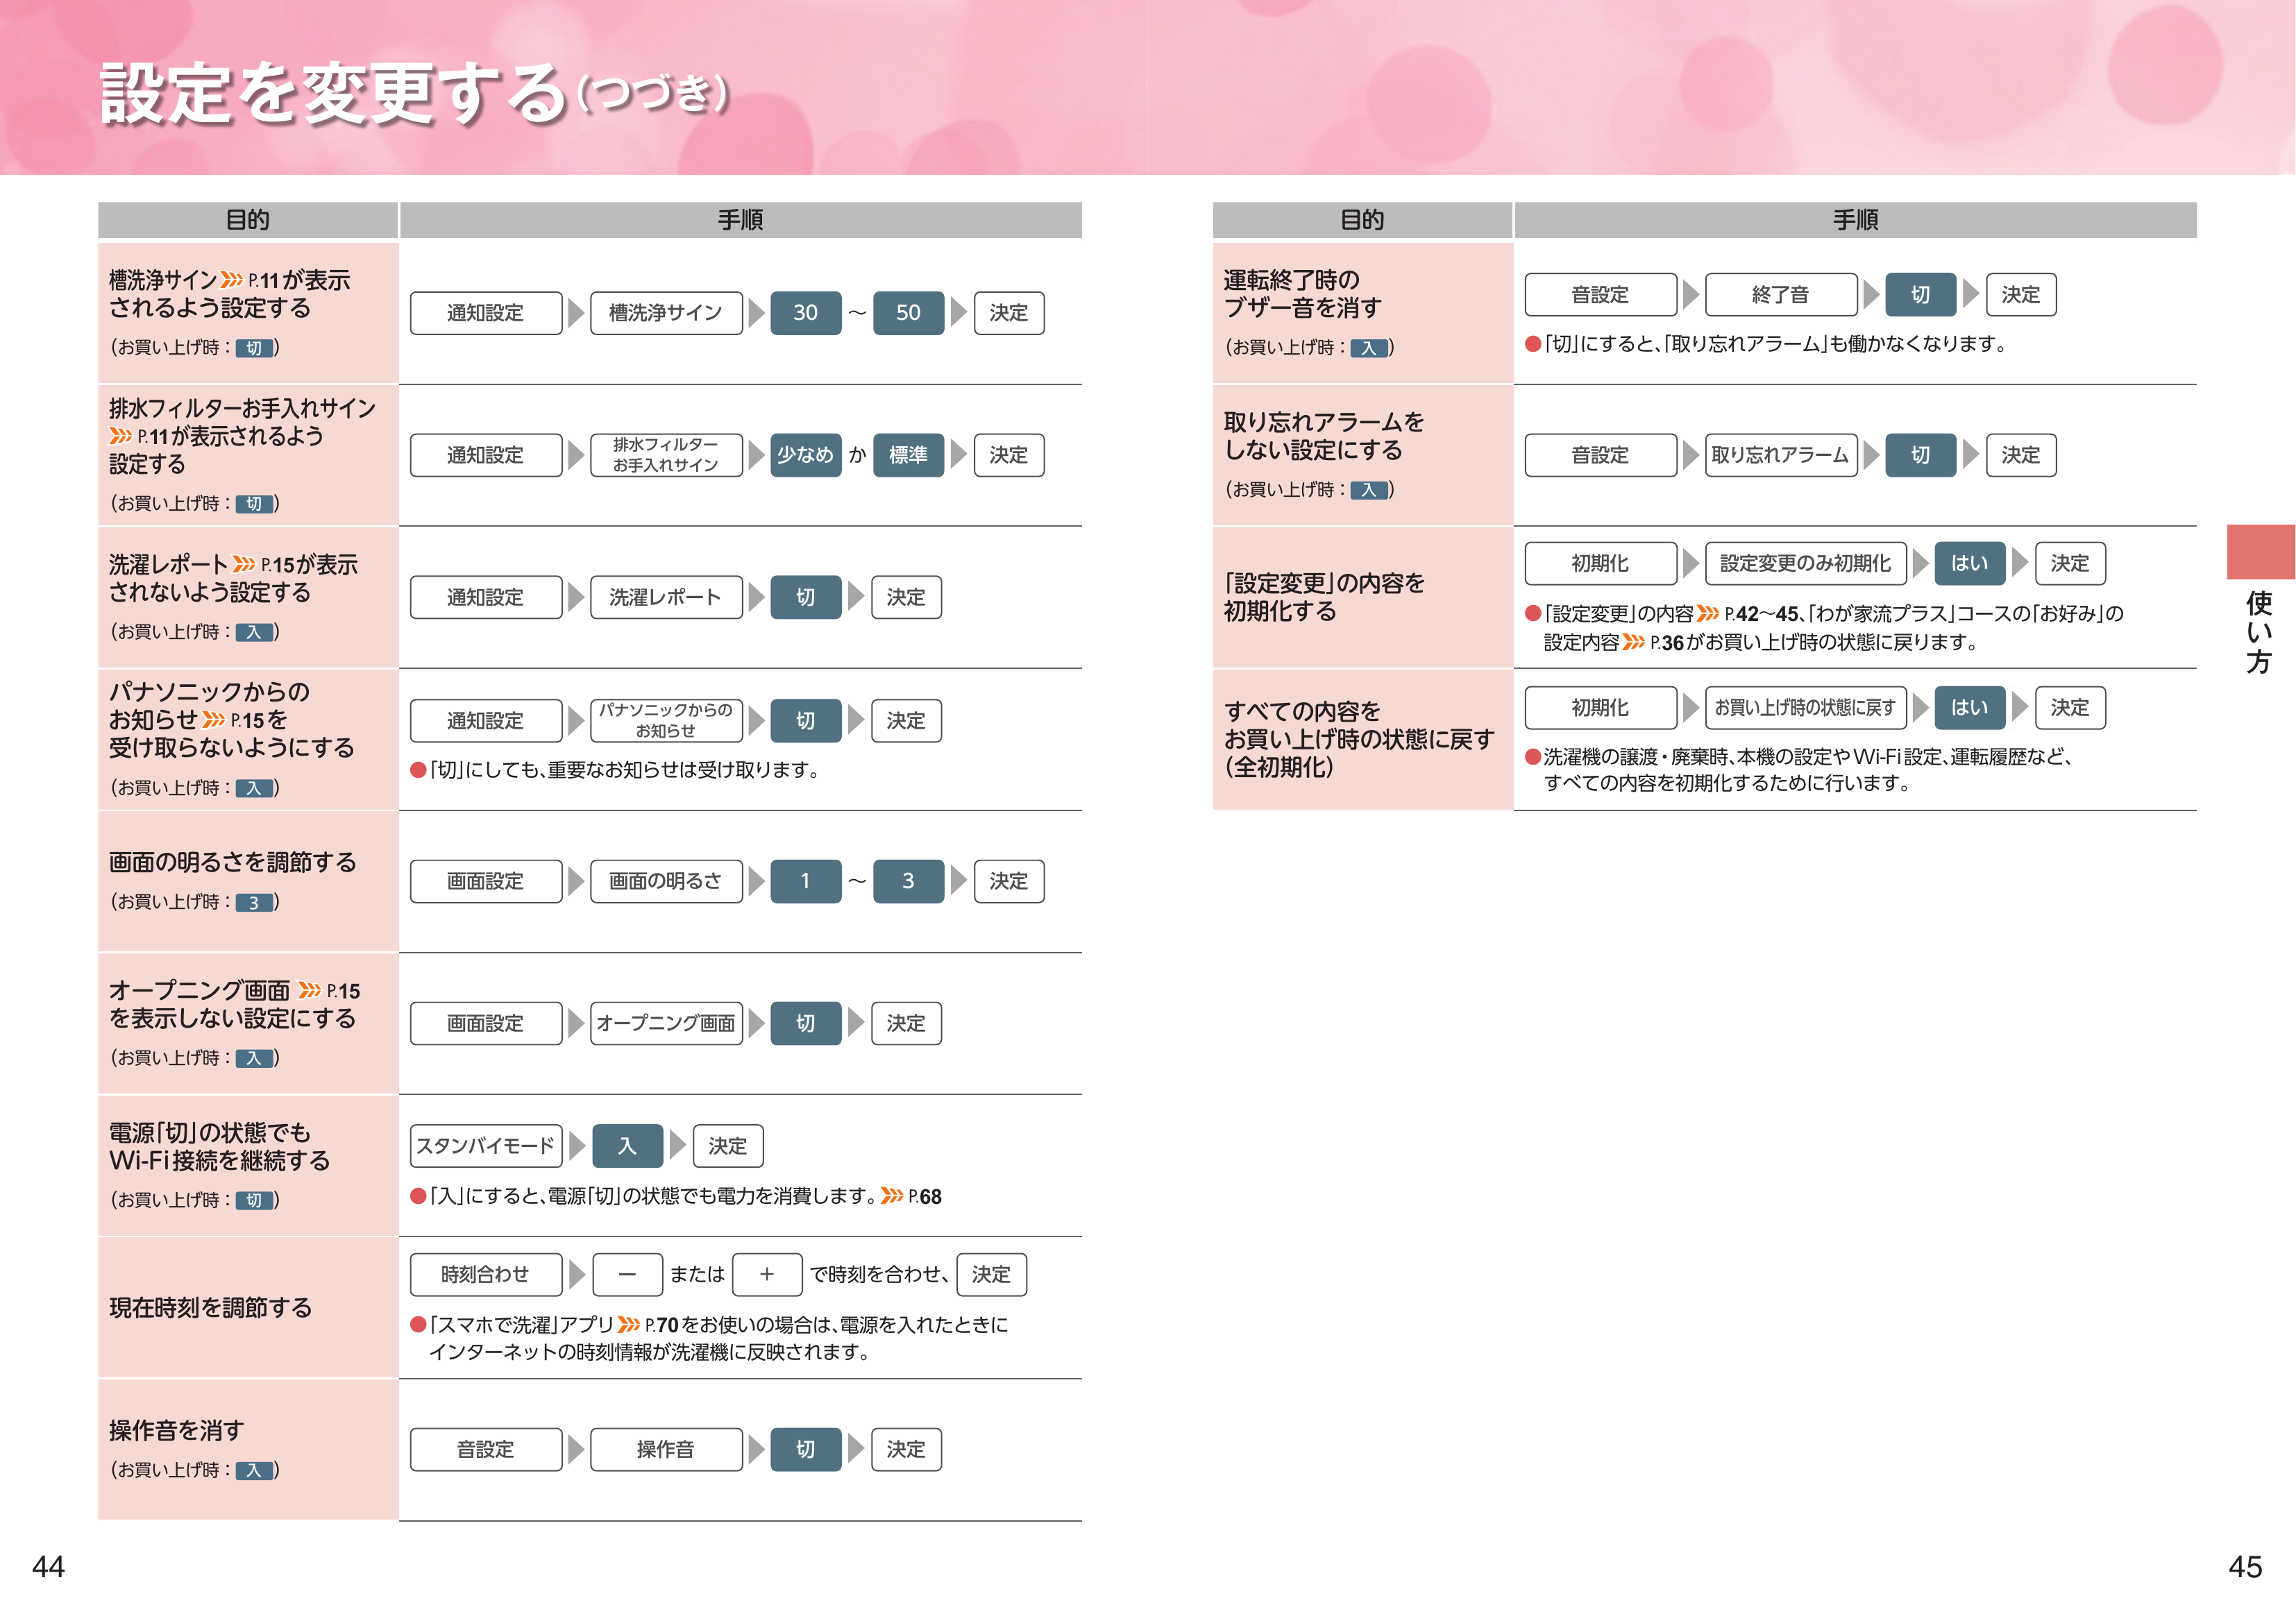 設定を変更する(つづき)
目的 手順
槽洗浄サイン P.11が表示
されるよう設定する
(お買い上げ時：切)
通知設定 槽洗浄サイン 30 ～ 50 決定
排水フィルターお手入れサイン
P.11が表示されるよう
設定する
(お買い上げ時：切)
通知設定 排水フィルター
お手入れサイン 少なめ か 標準 決定
洗濯レポート P.15が表示
されないよう設定する
(お買い上げ時：入)
通知設定 洗濯レポート 切 決定
パナソニックからの
お知らせ P.15を
受け取らないようにする
(お買い上げ時：入)
通知設定 パナソニックからの
お知らせ 切 決定
●「切」にしても、重要なお知らせは受け取ります。
画面の明るさを調節する
(お買い上げ時：3)
画面設定 画面の明るさ 1 ～ 3 決定
オープニング画面 P.15
を表示しない設定にする
(お買い上げ時：入)
画面設定 オープニング画面 切 決定
電源「切」の状態でも
Wi-Fi接続を継続する
(お買い上げ時：切)
スタンバイモード 入 決定
●「入」にすると、電源「切」の状態でも電力を消費します。 P.68
現在時刻を調節する
時刻合わせ － または ＋ で時刻を合わせ、 決定
●「スマホで洗濯」アプリ P.70をお使いの場合は、電源を入れたときに
インターネットの時刻情報が洗濯機に反映されます。
操作音を消す
(お買い上げ時：入)
音設定 操作音 切 決定
44
目的 手順
運転終了時の
ブザー音を消す
(お買い上げ時：入)
音設定 終了音 切 決定
●「切」にすると、「取り忘れアラーム」も働かなくなります。
取り忘れアラームを
しない設定にする
(お買い上げ時：入)
音設定 取り忘れアラーム 切 決定
「設定変更」の内容を
初期化する
初期化 設定変更のみ初期化 はい 決定
●「設定変更」の内容 P.42～45、「わが家流プラス」コースの「お好み」の
設定内容 P.36がお買い上げ時の状態に戻ります。
すべての内容を
お買い上げ時の状態に戻す
(全初期化)
初期化 お買い上げ時の状態に戻す はい 決定
●洗濯機の譲渡・廃棄時、本機の設定やWi-Fi設定、運転履歴など、
すべての内容を初期化するために行います。
使い方
45